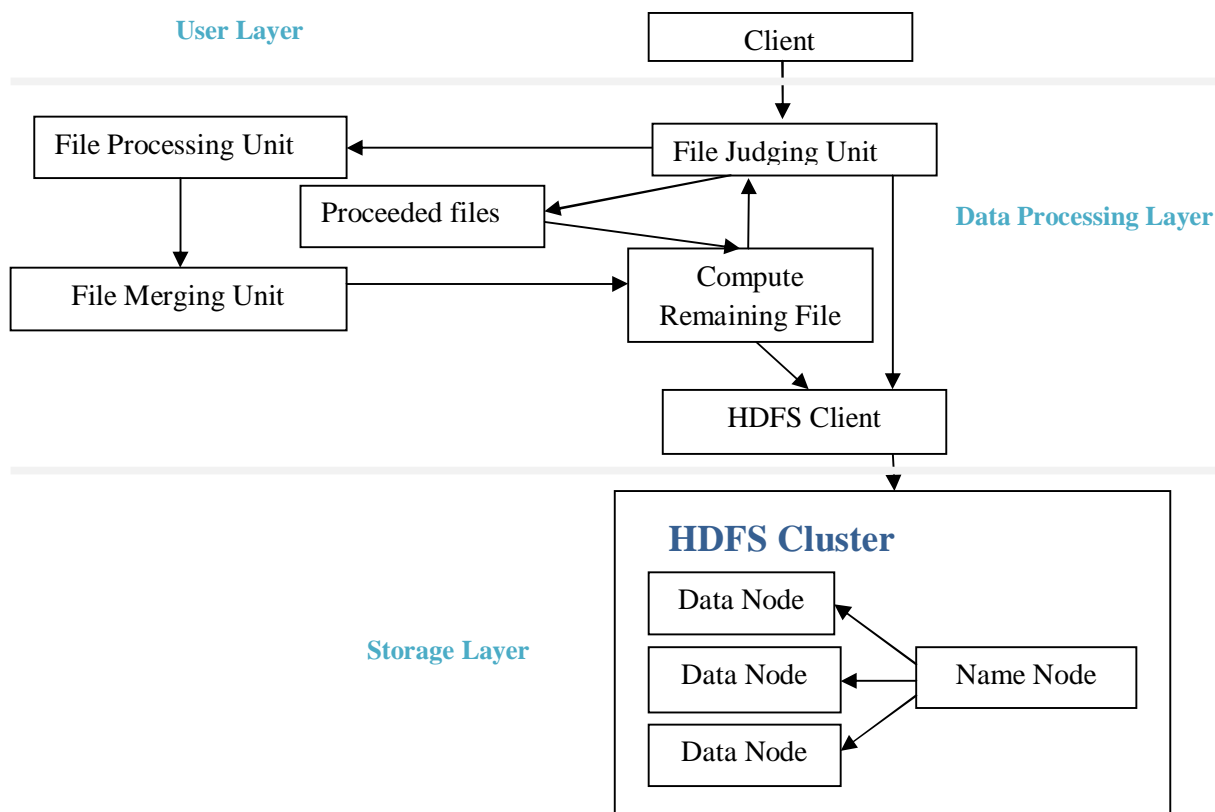 User Layer
Client
File Processing Unit
File Judging Unit
Proceeded files
Data Processing Layer
File Merging Unit
Compute
Remaining File
HDFS Client
HDFS Cluster
Data Node
Storage Layer
Data Node
Name Node
Data Node